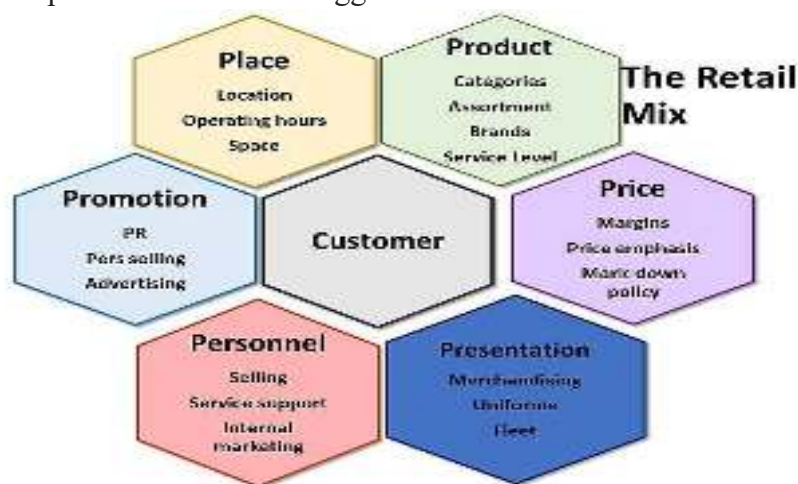 Place
Location
Operating hours
Space
Product
Categories
Assortment
Brands
Service Level
The Retail
Mix
Promotion
PR
Pers selling
Advertising
Customer
Price
Margins
Price emphasis
Mark down
policy
Personnel
Selling
Service support
Internal
marketing
Presentation
Merchandising
Uniforms
Fleet